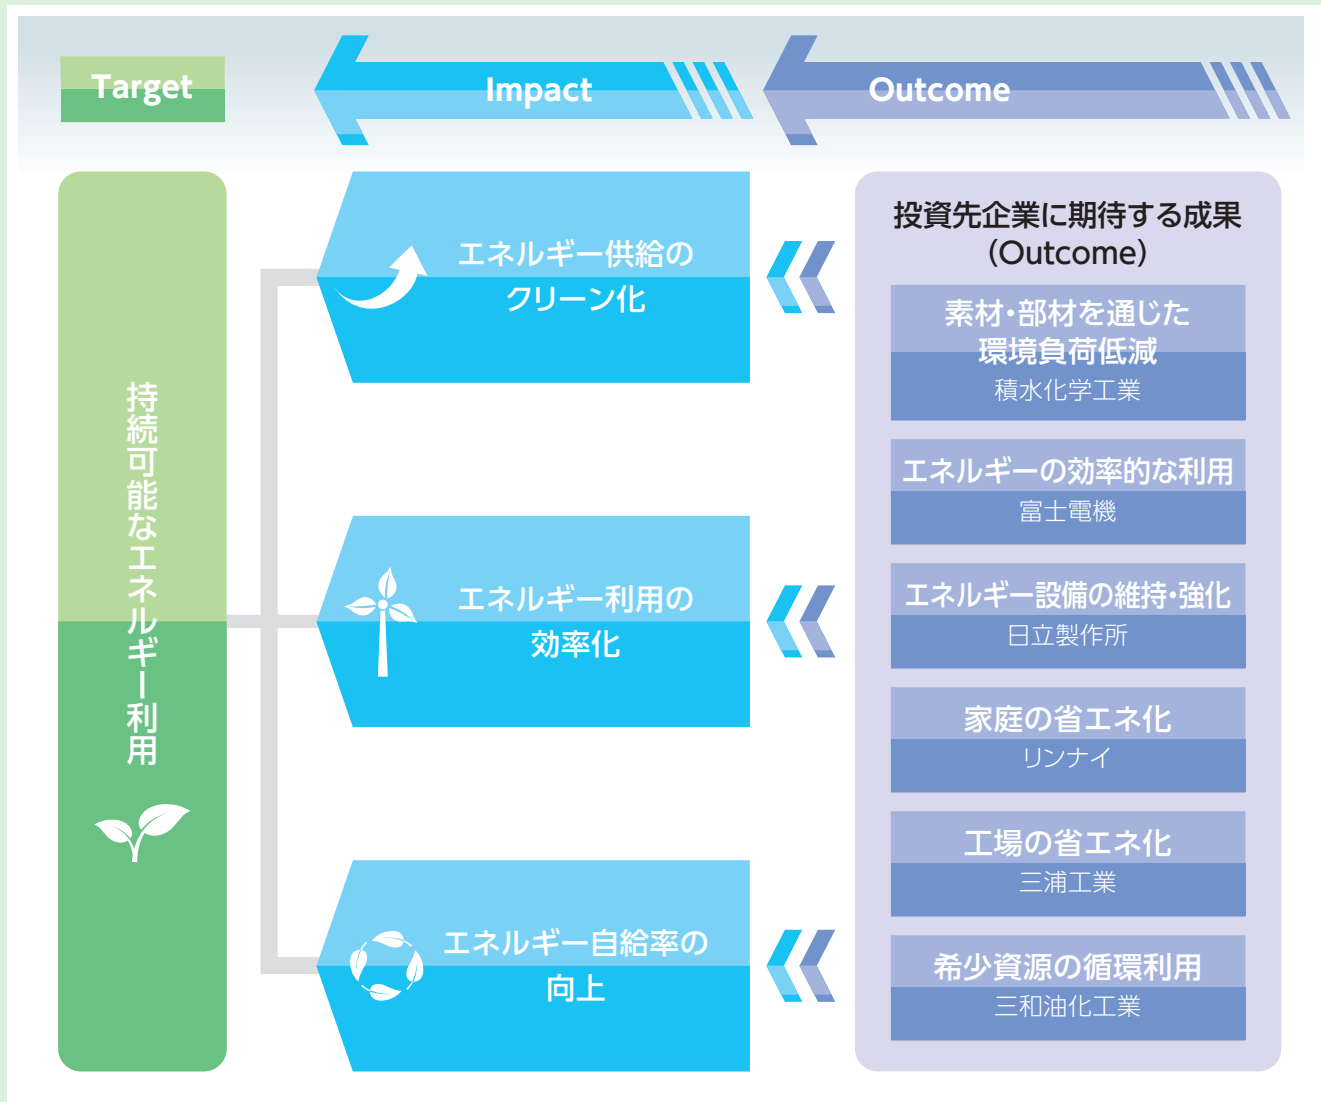 Target
Impact
Outcome
持続可能なエネルギー利用
エネルギー供給の
クリーン化
エネルギー利用の
効率化
エネルギー自給率の
向上
投資先企業に期待する成果
(Outcome)
素材・部材を通じた
環境負荷低減
積水化学工業
エネルギーの効率的な利用
富士電機
エネルギー設備の維持・強化
日立製作所
家庭の省エネ化
リンナイ
工場の省エネ化
三浦工業
希少資源の循環利用
三和油化工業